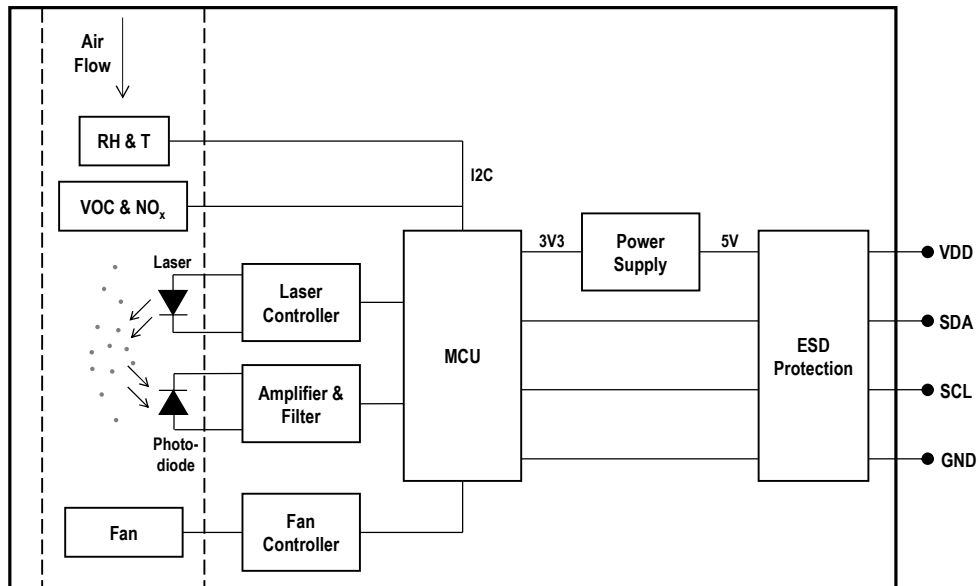 Air
Flow
RH & T
I2C
VOC & NOx
3V3
Power
Supply
5V
VDD
Laser
Laser
Controller
MCU
ESD
Protection
SDA
Amplifier &
Filter
SCL
Photo-
diode
GND
Fan
Fan
Controller